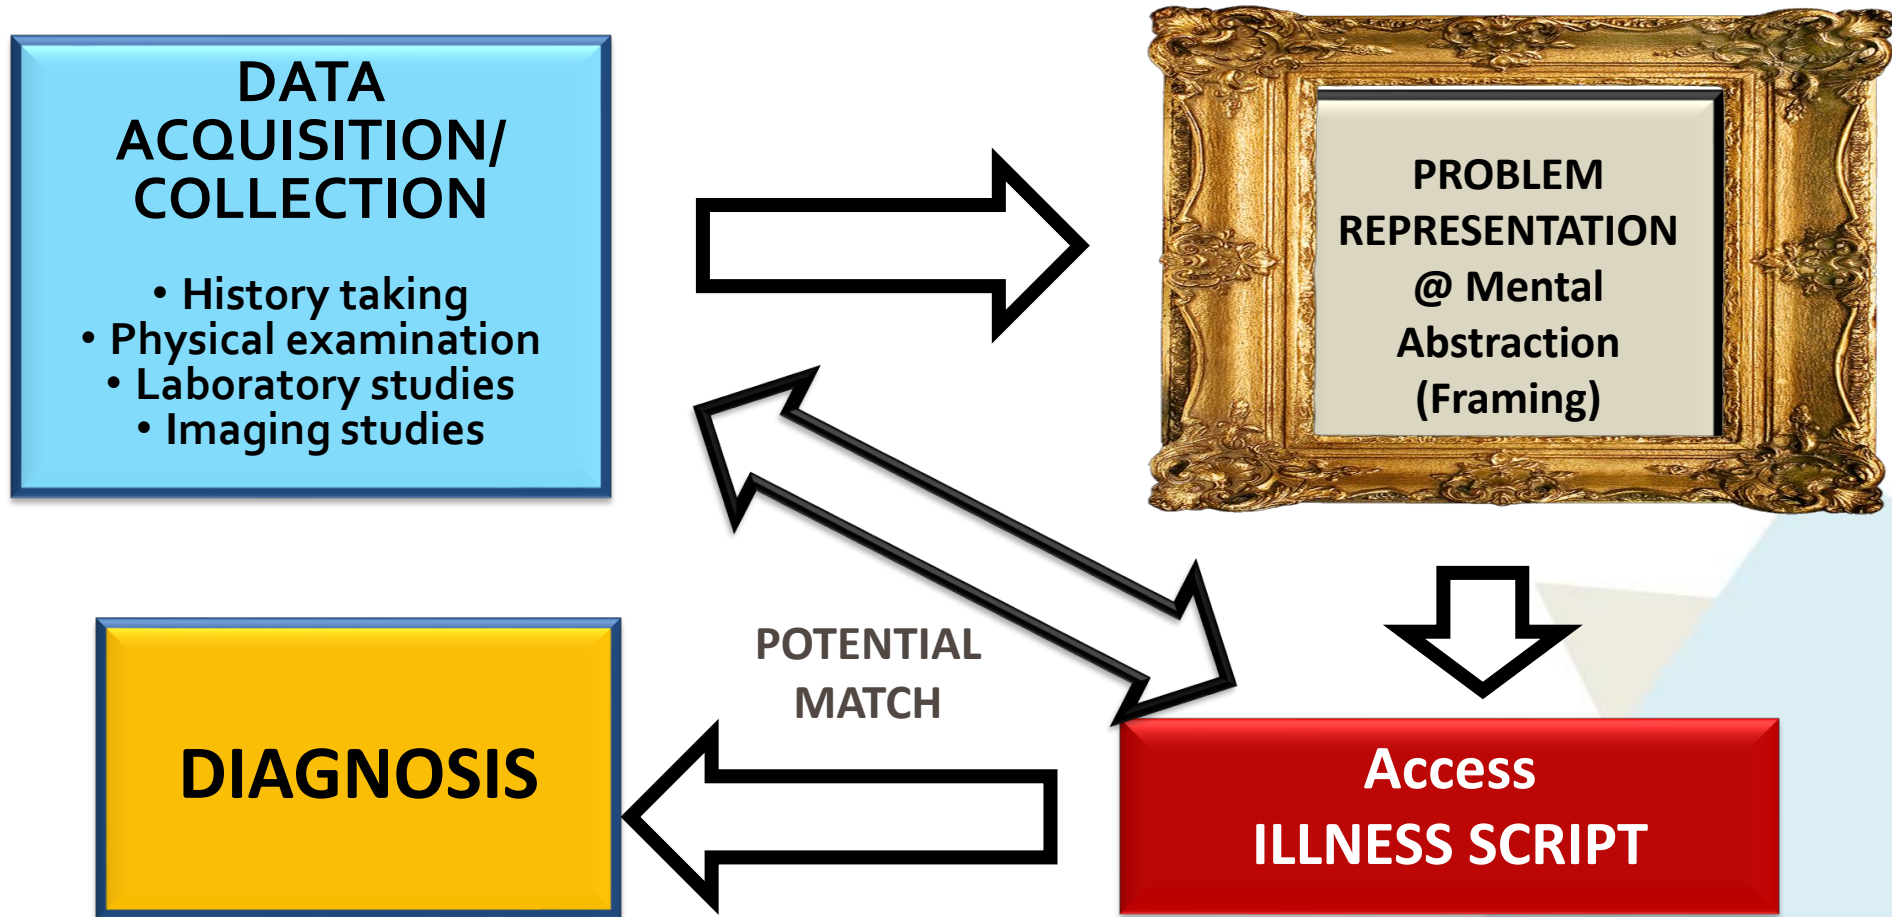 DATA
ACQUISITION/
COLLECTION
• History taking
• Physical examination
• Laboratory studies
• Imaging studies
PROBLEM
REPRESENTATION
@ Mental
Abstraction
(Framing)
POTENTIAL
MATCH
DIAGNOSIS
Access
ILLNESS SCRIPT